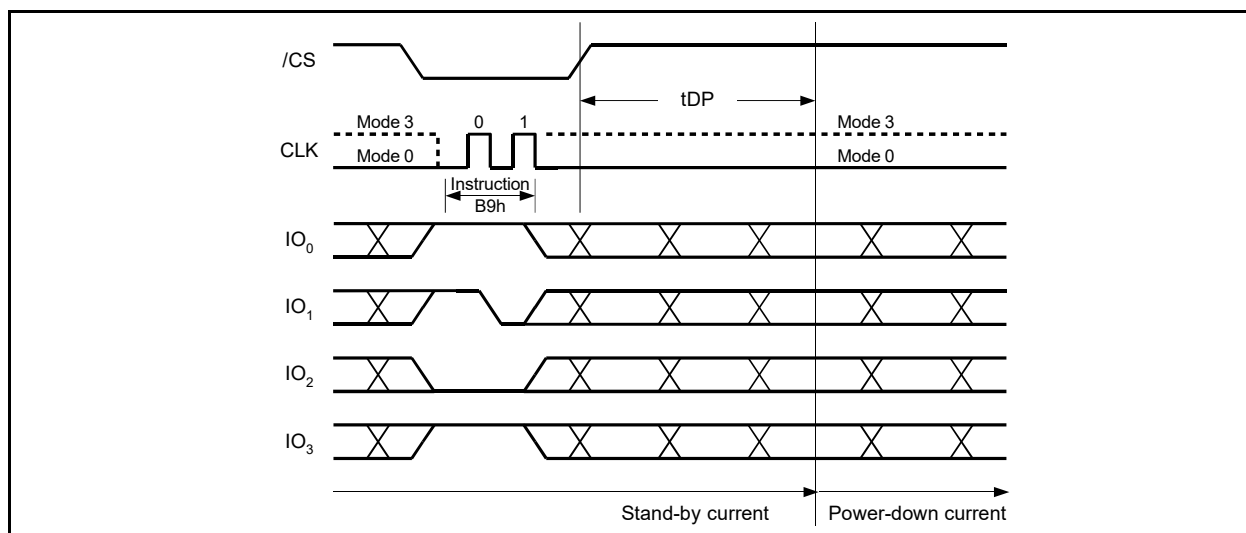 /CS
tDP
Mode 3 0 1 Mode 3
CLK
Mode 0 Mode 0
Instruction
B9h
IO0
IO1
IO2
IO3
Stand-by current Power-down current